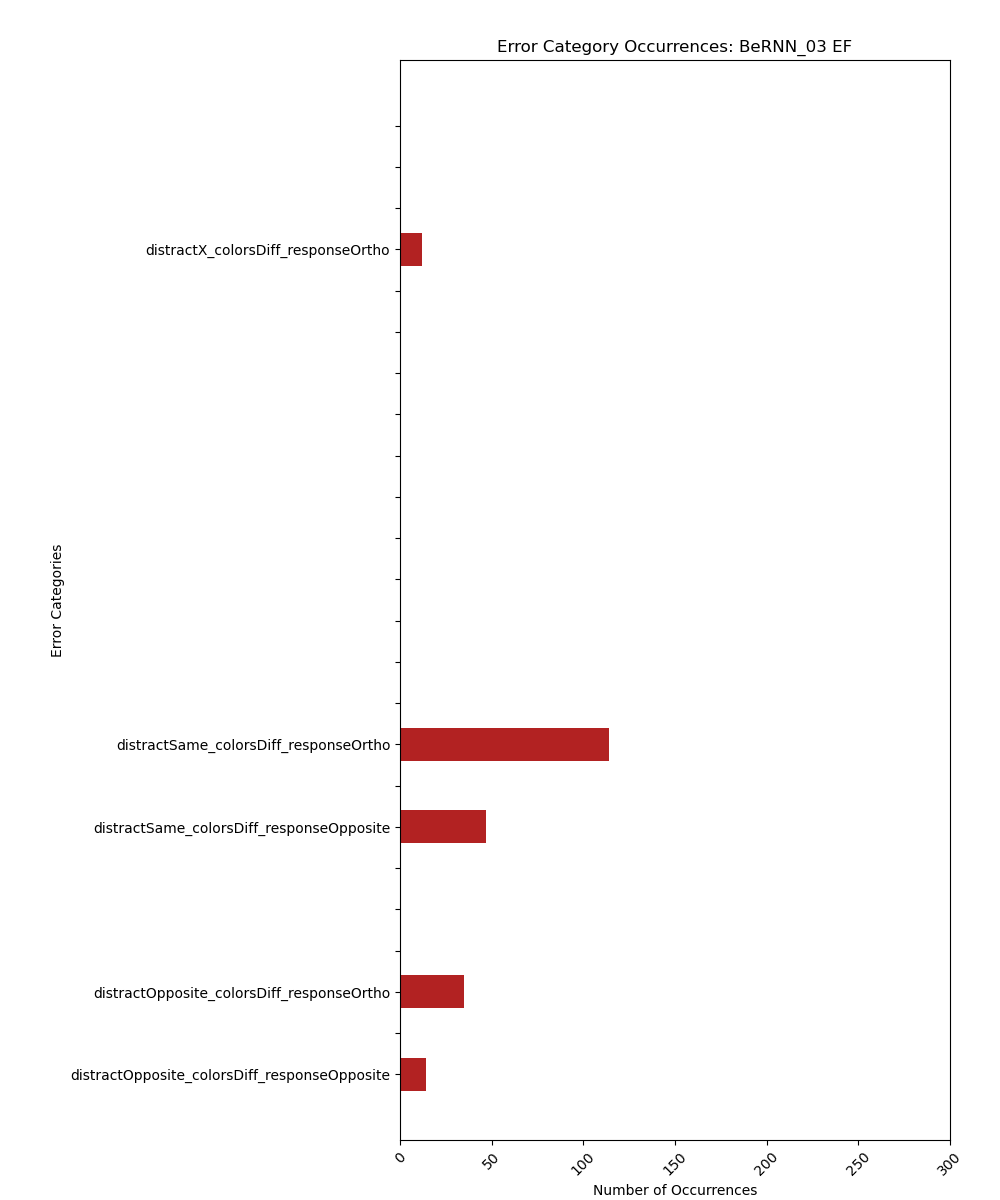 Error Category Occurrences: BeRNN_03 EF
distractX_colorsDiff_responseOrtho
Error Categories
distractSame_colorsDiff_responseOrtho
distractSame_colorsDiff_responseOpposite
distractOpposite_colorsDiff_responseOrtho
distractOpposite_colorsDiff_responseOpposite
0 50 100 150 200 250 300
Number of Occurrences